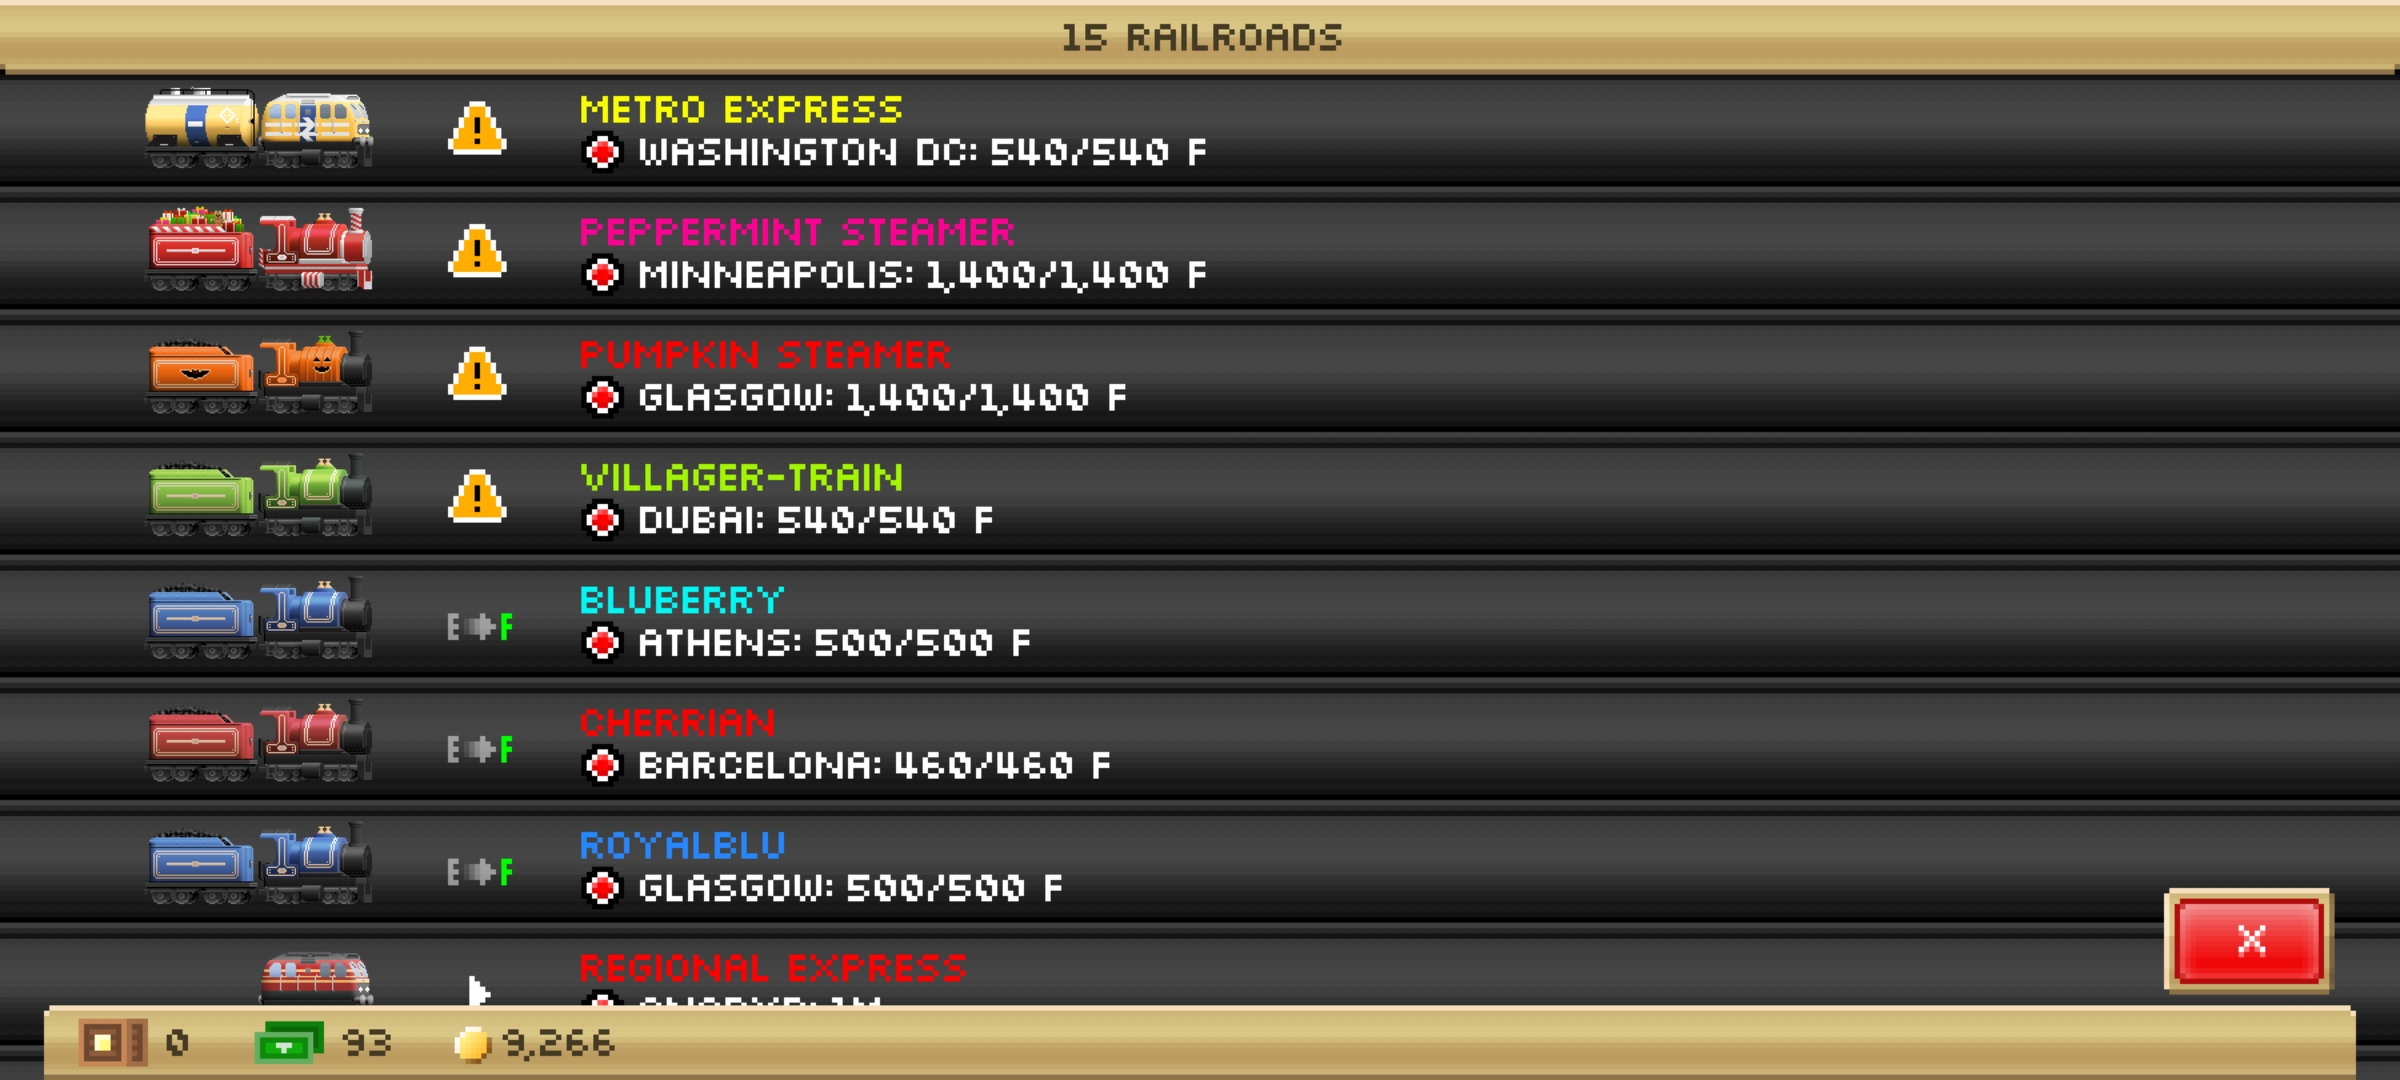 15 RAILROADS
METRO EXPRESS
WASHINGTON DC: 540/540 F
PEPPERMINT STEAMER
MINNEAPOLIS: 1,400/1,400 F
PUMPKIN STEAMER
GLASGOW: 1,400/1,400 F
VILLAGER-TRAIN
DUBAI: 540/540 F
BLUBERRY
E F
ATHENS: 500/500 F
CHERRIAN
E F
BARCELONA: 460/460 F
ROYALBLU
E F
GLASGOW: 500/500 F
REGIONAL EXPRESS
X
0 93 9,266